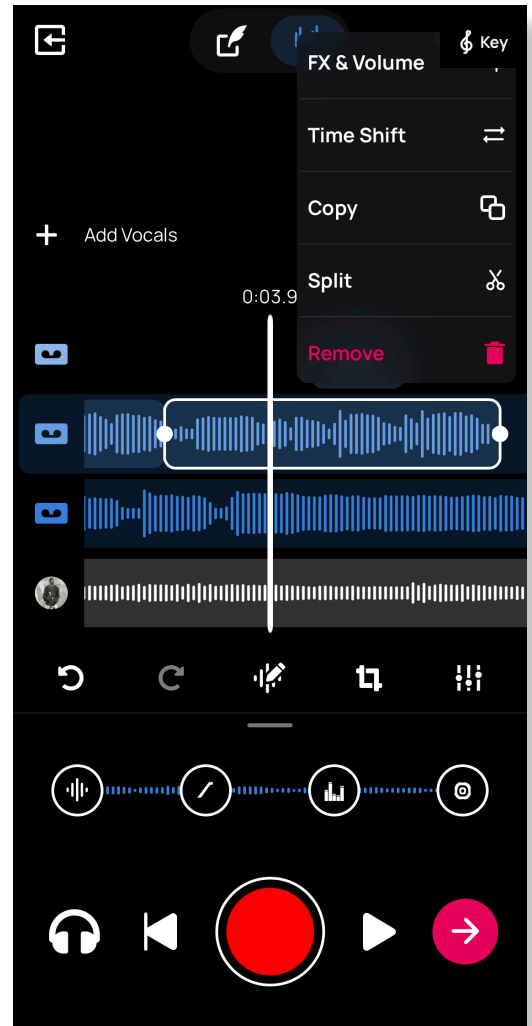 Key
FX & Volume
Time Shift
Copy
Add Vocals
Split
0:03.9
Remove